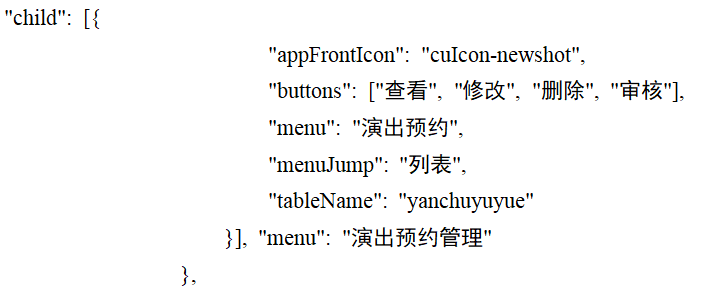 "child": [{
"appFrontIcon": "cuIcon-newshot",
"buttons": ["查看", "修改", "删除", "审核"],
"menu": "演出预约",
"menuJump": "列表",
"tableName": "yanchuyuyue"
}], "menu": "演出预约管理"
},